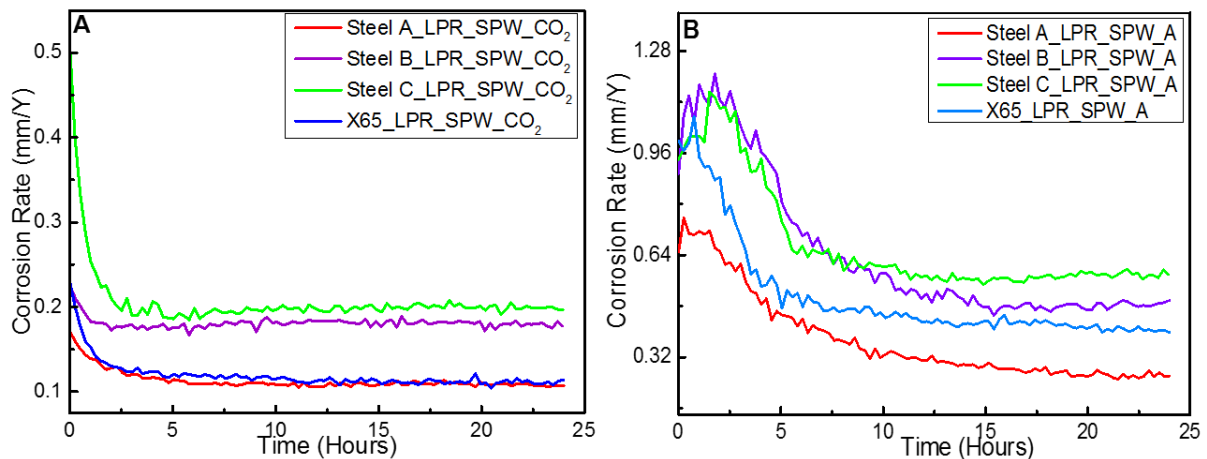 A
Steel A_LPR_SPW_CO₂
Steel B_LPR_SPW_CO₂
Steel C_LPR_SPW_CO₂
X65_LPR_SPW_CO₂
0.5
0.4
0.3
0.2
0.1
Corrosion Rate (mm/Y)
0 5 10 15 20 25
Time (Hours)
B
Steel A_LPR_SPW_A
Steel B_LPR_SPW_A
Steel C_LPR_SPW_A
X65_LPR_SPW_A
1.28
0.96
0.64
0.32
Corrosion Rate (mm/Y)
0 5 10 15 20 25
Time (Hours)